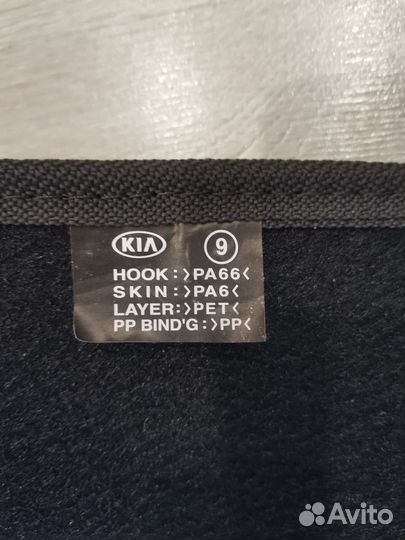 KIA 9
HOOK:>PA66<
SKIN:>PA6<
LAYER:>PET<
PP BIND'G:>PP<
Avito